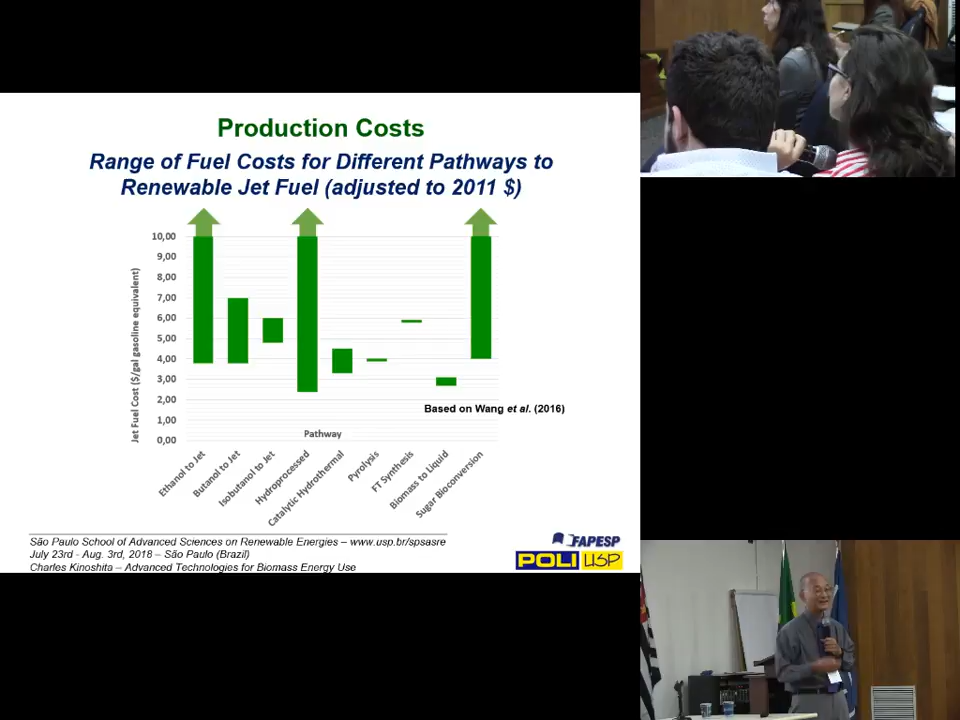 Production Costs
Range of Fuel Costs for Different Pathways to
Renewable Jet Fuel (adjusted to 2011 $)
Jet Fuel Cost ($/gal gasoline equivalent)
10,00
9,00
8,00
7,00
6,00
5,00
4,00
3,00
2,00
1,00
0,00
Based on Wang et al. (2016)
Pathway
Ethanol to Jet
Butanol to Jet
Isobutanol to Jet
Hydroprocessed
Catalytic Hydrothermal
Pyrolysis
FT Synthesis
Biomass to Liquid
Sugar Bioconversion
São Paulo School of Advanced Sciences on Renewable Energies – www.usp.br/spsasre
July 23rd - Aug. 3rd, 2018 – São Paulo (Brazil)
Charles Kinoshita – Advanced Technologies for Biomass Energy Use
FAPESP
POLI USP